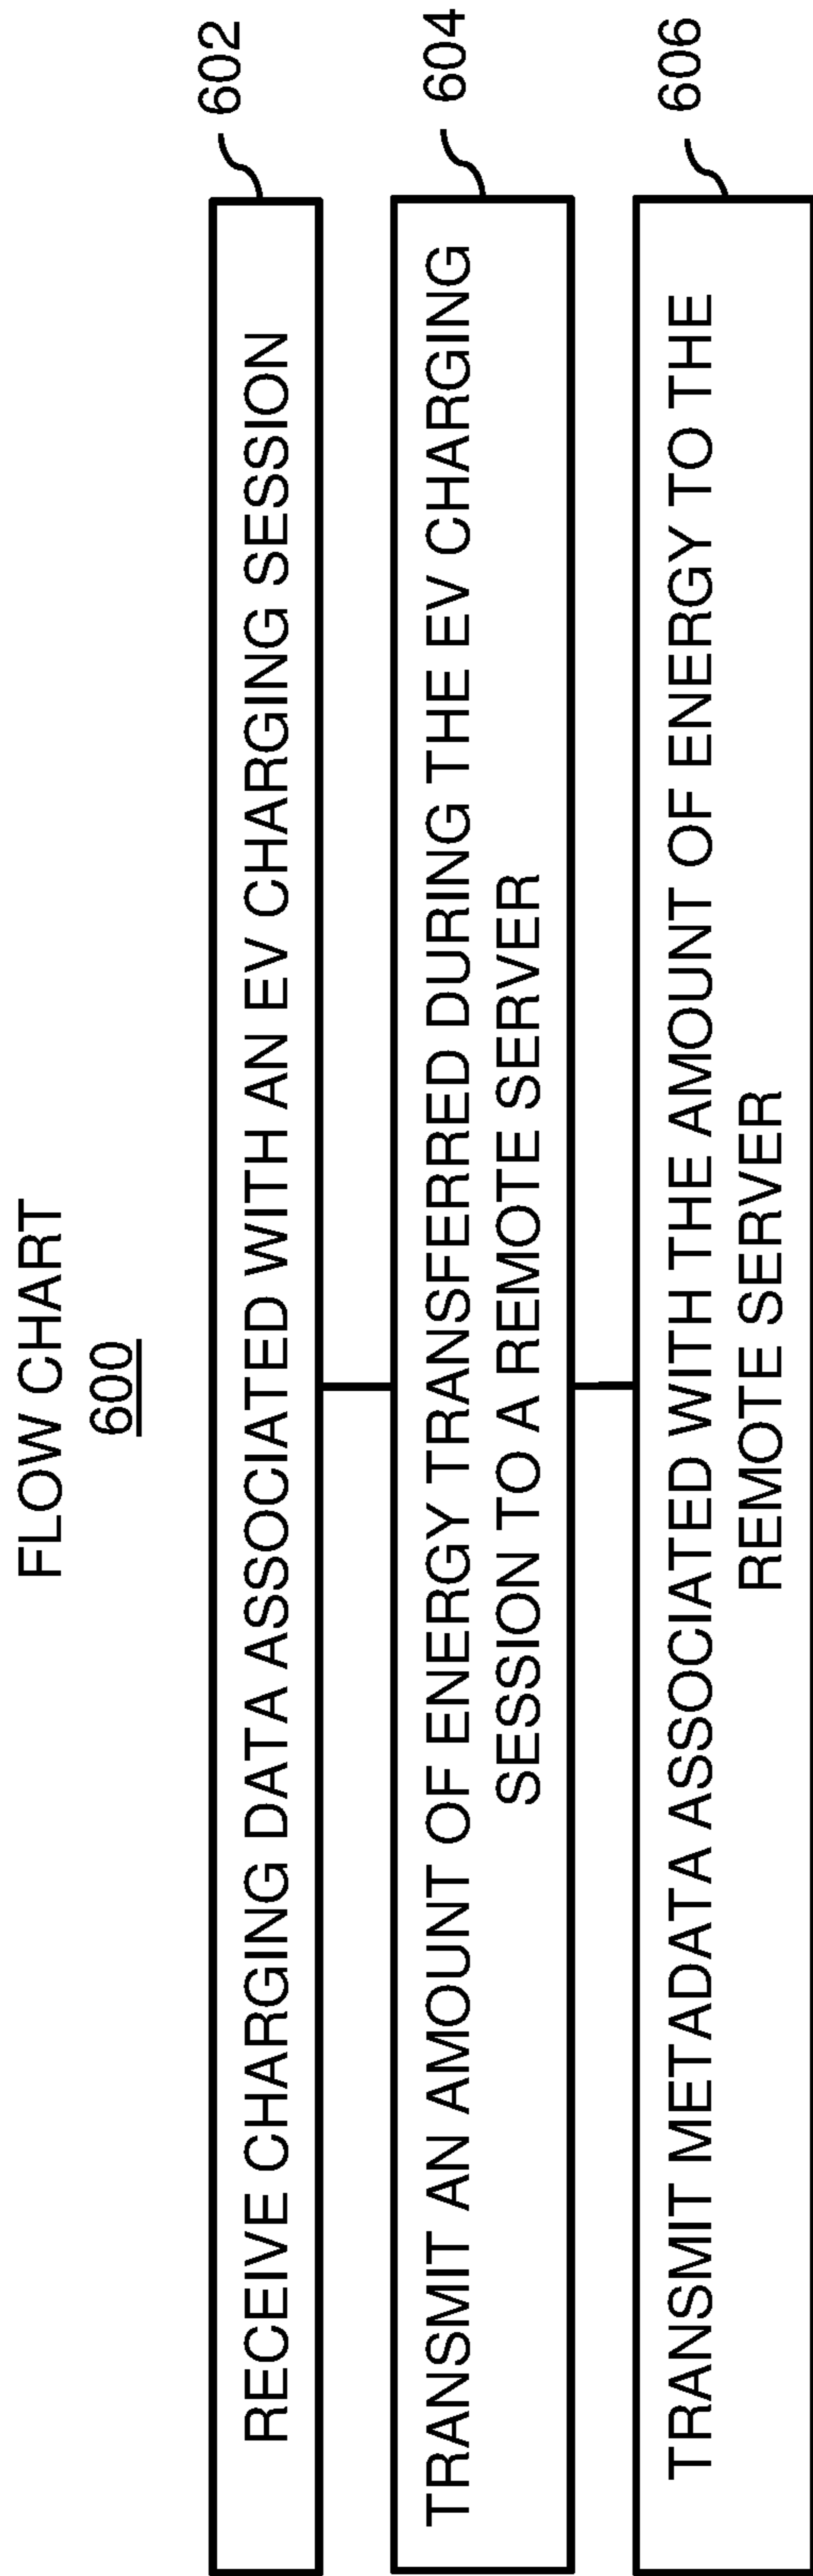 FLOW CHART
600
RECEIVE CHARGING DATA ASSOCIATED WITH AN EV CHARGING SESSION
602
TRANSMIT AN AMOUNT OF ENERGY TRANSFERRED DURING THE EV CHARGING
SESSION TO A REMOTE SERVER
604
TRANSMIT METADATA ASSOCIATED WITH THE AMOUNT OF ENERGY TO THE
REMOTE SERVER
606